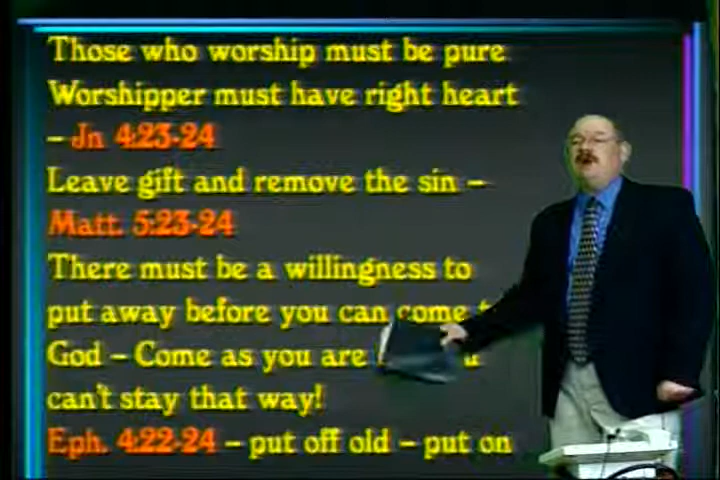 Those who worship must be pure
Worshipper must have right heart
– Jn 4:23-24
Leave gift and remove the sin –
Matt. 5:23-24
There must be a willingness to
put away before you can come
God – Come as you are
can't stay that way!
Eph. 4:22-24 – put off old – put on